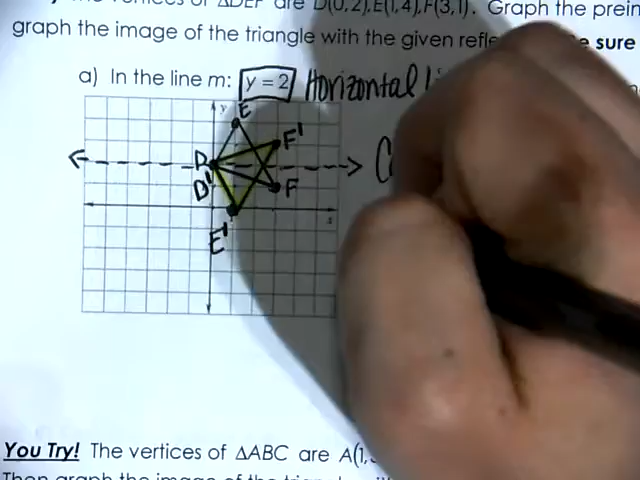 The vertices of ΔDEF are D(0,2),E(1,4),F(3,1). Graph the prein
graph the image of the triangle with the given refle sure
a) In the line m: y = 2 Horizontal
y
E
F'
D
D'
F
E'
x
You Try! The vertices of ΔABC are A(1,
Then graph the image of the